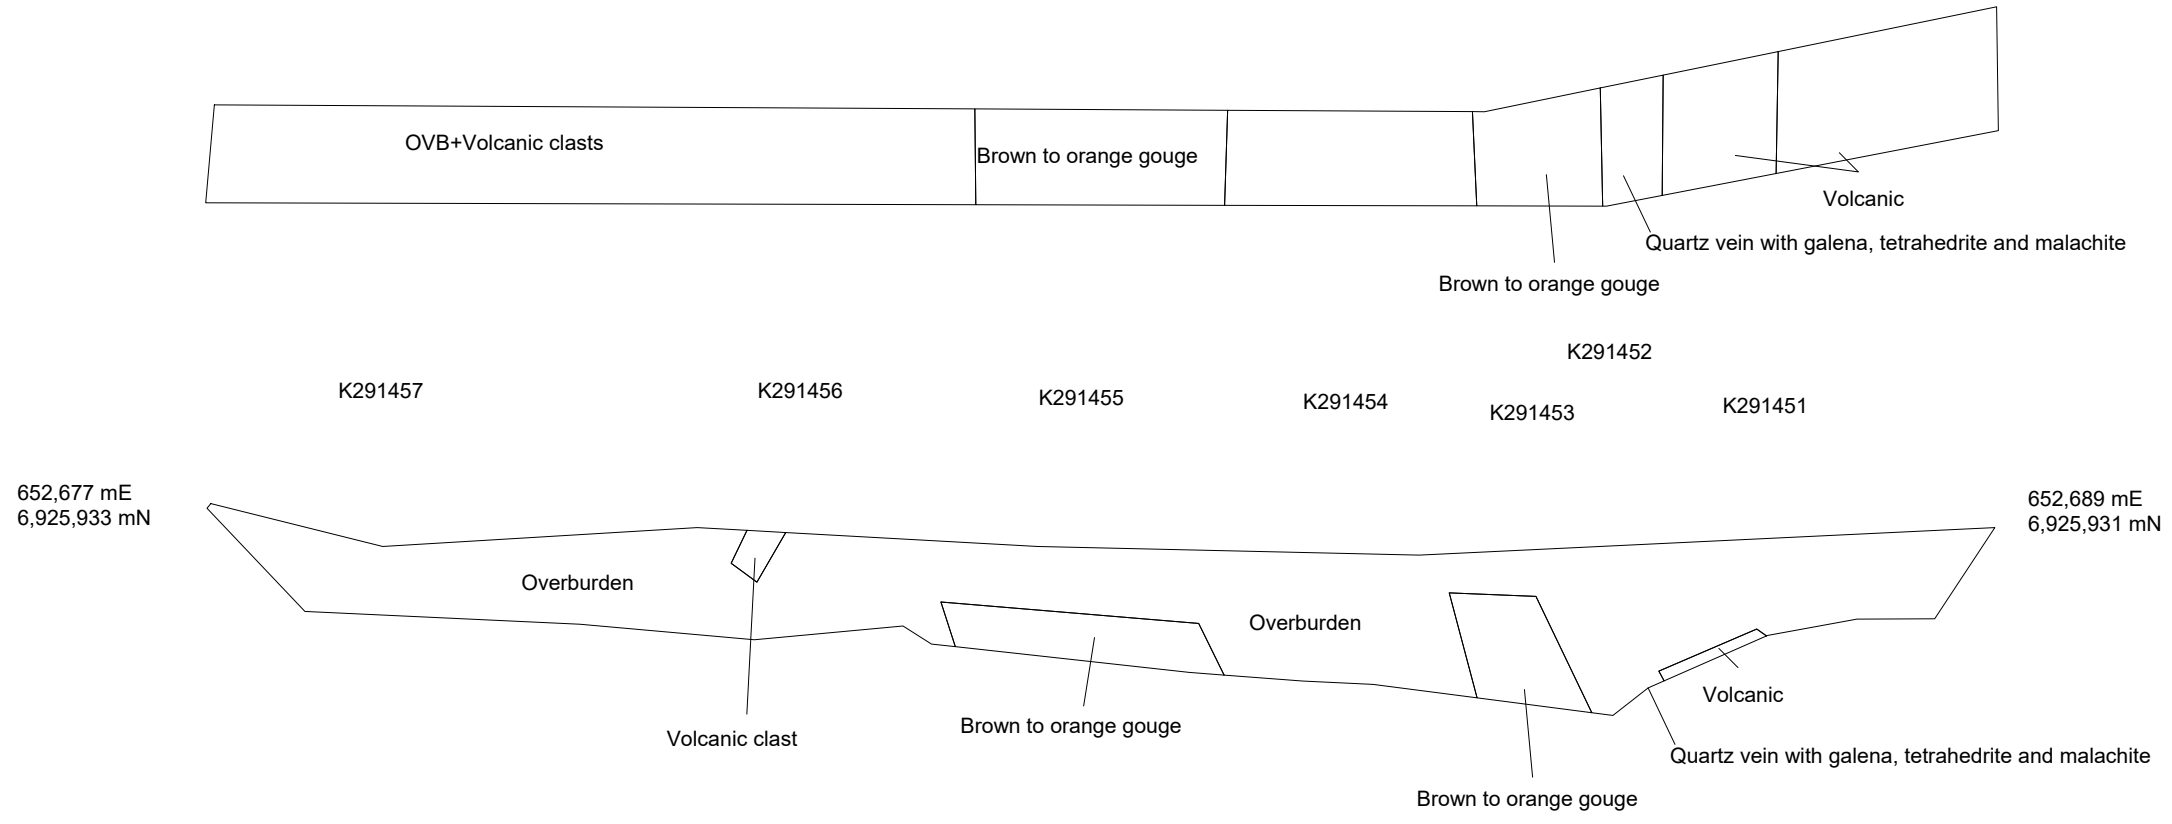 OVB+Volcanic clasts
Brown to orange gouge
Volcanic
Quartz vein with galena, tetrahedrite and malachite
Brown to orange gouge
K291452
K291457
K291456
K291455
K291454
K291453
K291451
652,677 mE
6,925,933 mN
652,689 mE
6,925,931 mN
Overburden
Overburden
Volcanic
Brown to orange gouge
Volcanic clast
Quartz vein with galena, tetrahedrite and malachite
Brown to orange gouge